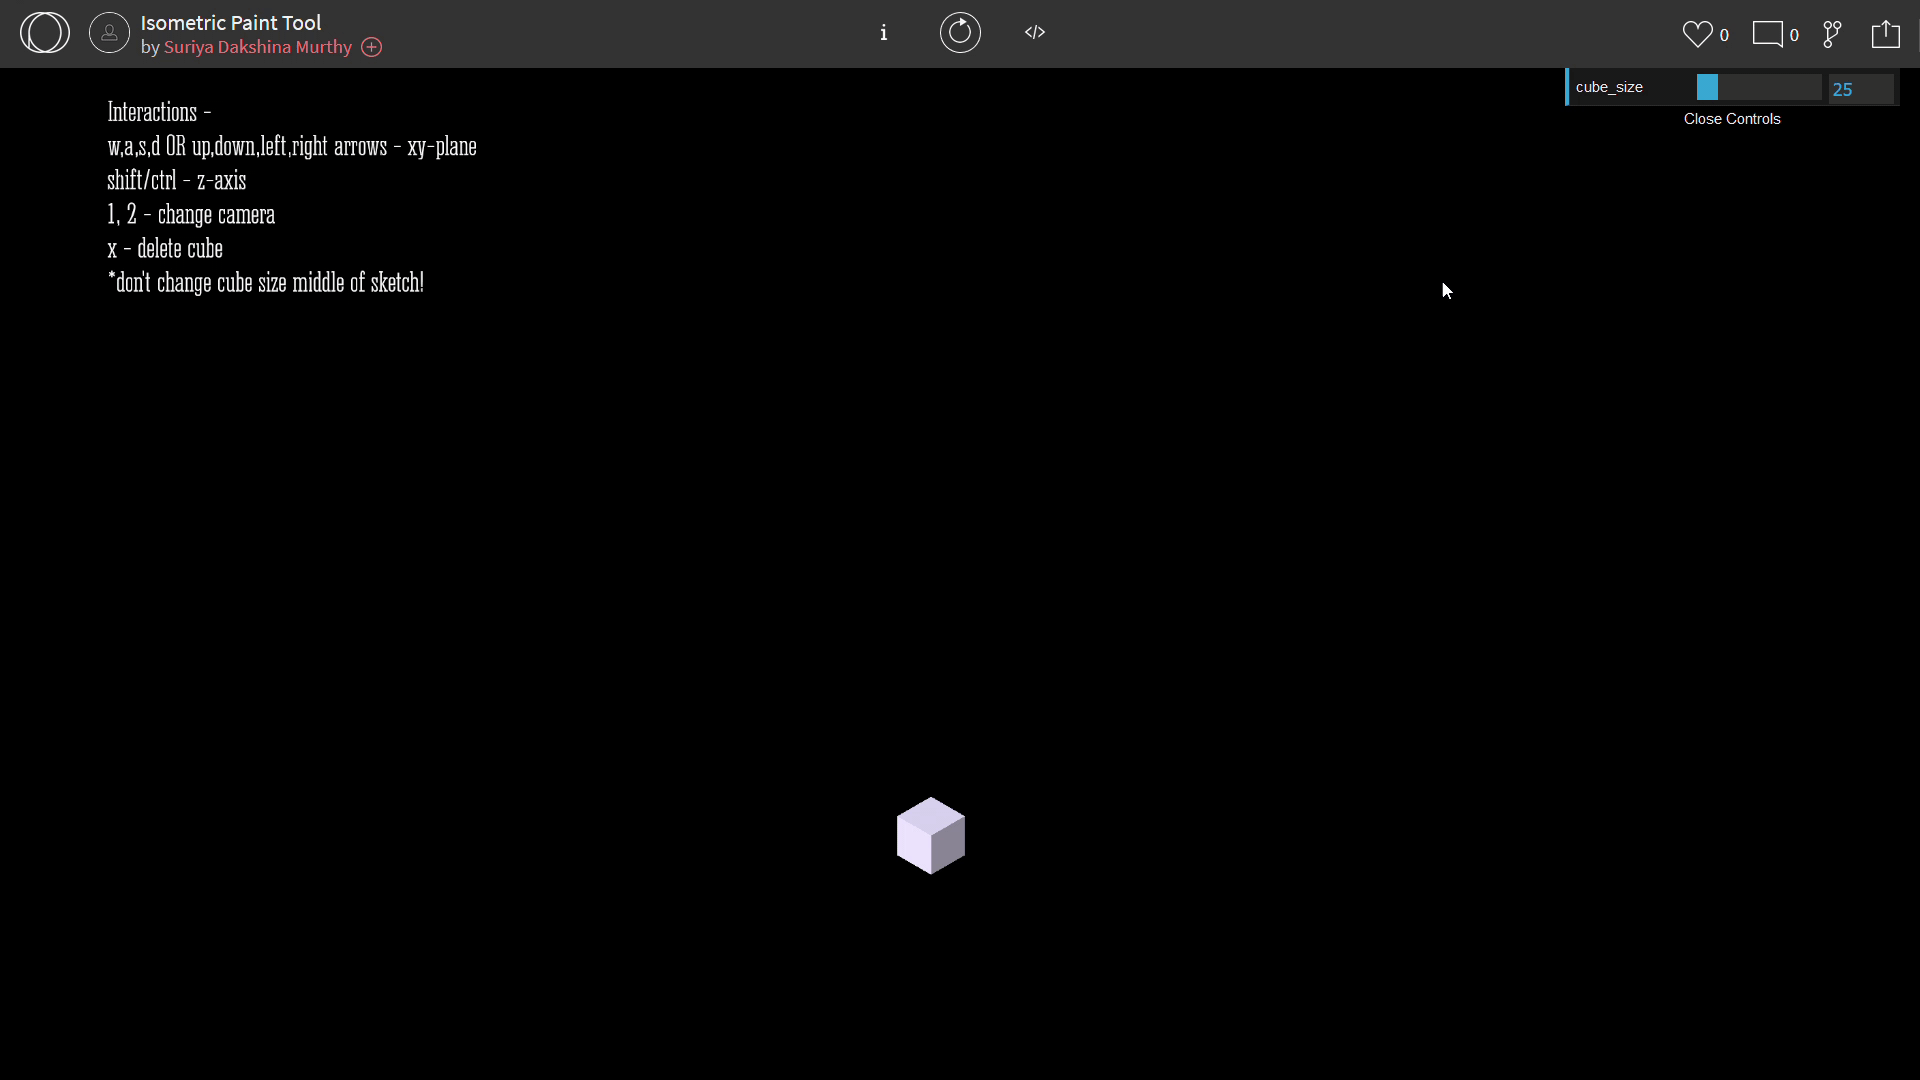 Isometric Paint Tool
by Suriya Dakshina Murthy
i
</>
0
0
cube_size
25
Close Controls
Interactions -
w,a,s,d OR up,down,left,right arrows - xy-plane
shift/ctrl - z-axis
1, 2 - change camera
x - delete cube
*don't change cube size middle of sketch!